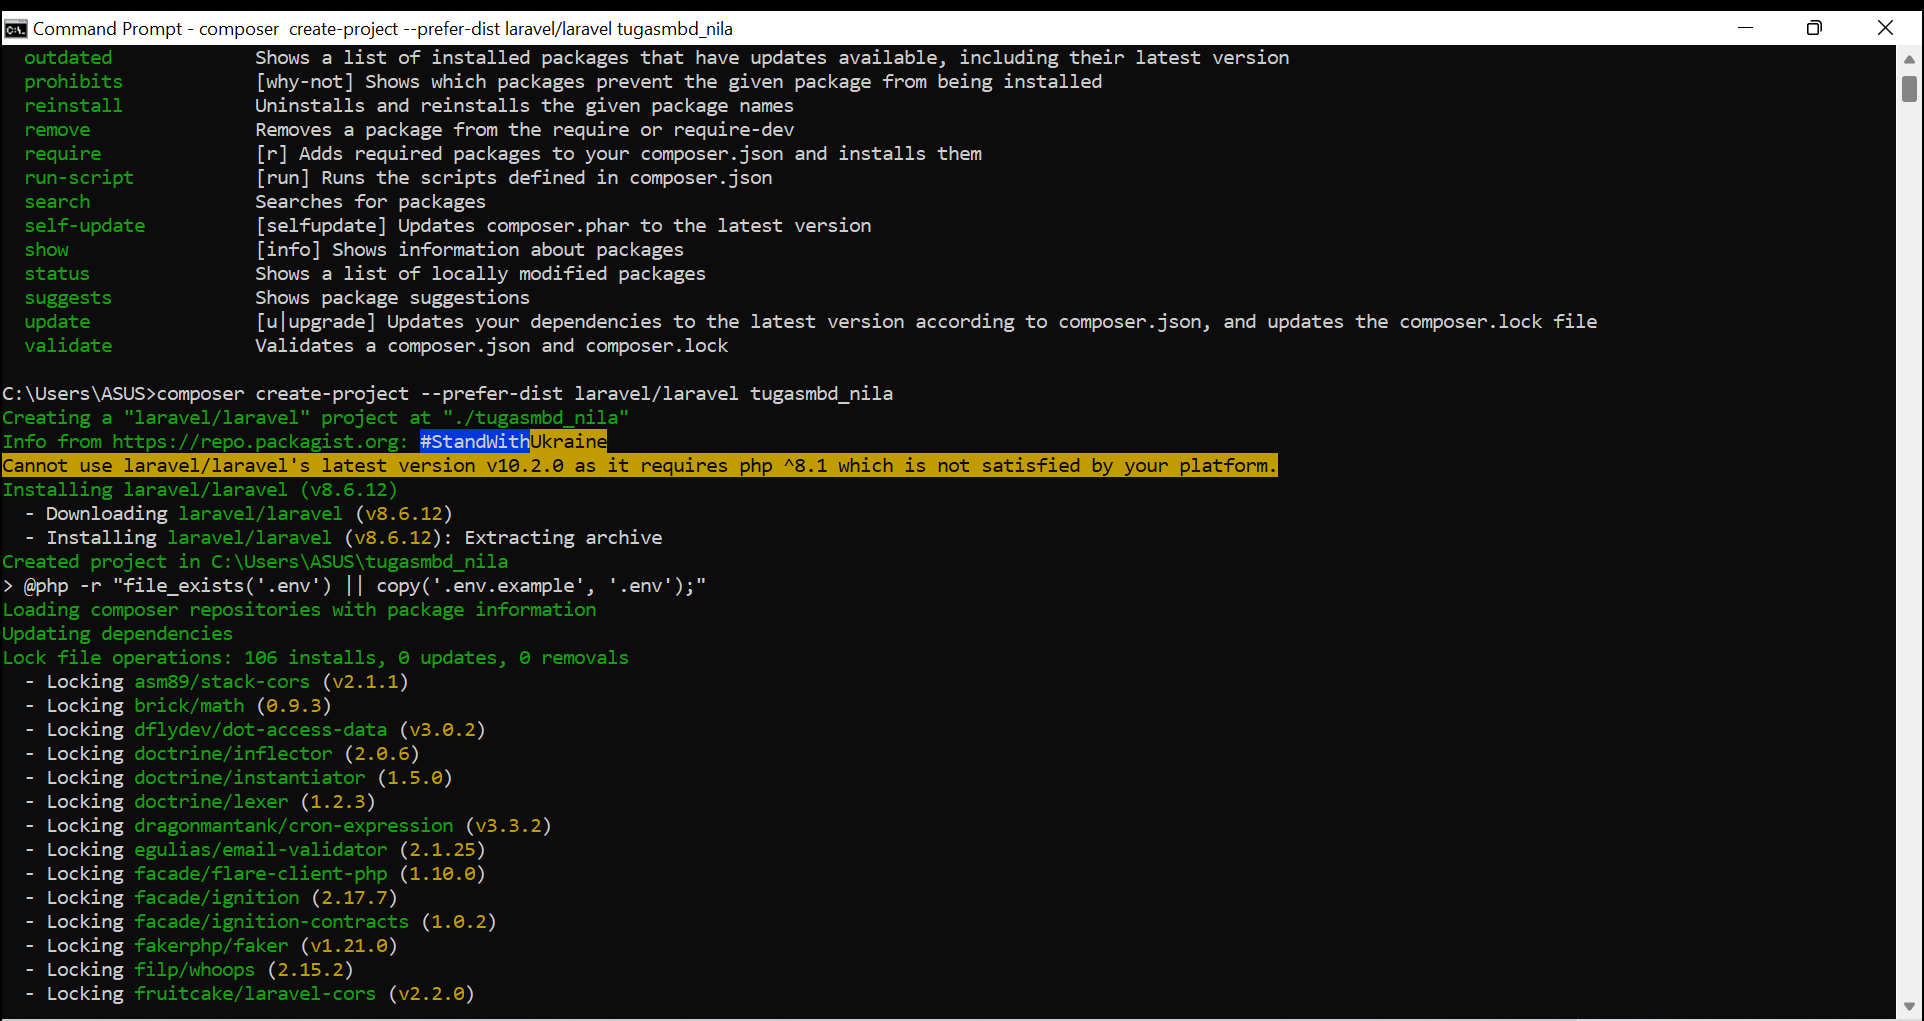 Command Prompt - composer  create-project --prefer-dist laravel/laravel tugasmbd_nila
outdated             Shows a list of installed packages that have updates available, including their latest version
prohibits            [why-not] Shows which packages prevent the given package from being installed
reinstall            Uninstalls and reinstalls the given package names
remove               Removes a package from the require or require-dev
require              [r] Adds required packages to your composer.json and installs them
run-script           [run] Runs the scripts defined in composer.json
search               Searches for packages
self-update          [selfupdate] Updates composer.phar to the latest version
show                 [info] Shows information about packages
status               Shows a list of locally modified packages
suggests             Shows package suggestions
update               [u|upgrade] Updates your dependencies to the latest version according to composer.json, and updates the composer.lock file
validate             Validates a composer.json and composer.lock
C:\Users\ASUS>composer create-project --prefer-dist laravel/laravel tugasmbd_nila
Creating a "laravel/laravel" project at "./tugasmbd_nila"
Info from https://repo.packagist.org: #StandWithUkraine
Cannot use laravel/laravel's latest version v10.2.0 as it requires php ^8.1 which is not satisfied by your platform.
Installing laravel/laravel (v8.6.12)
  - Downloading laravel/laravel (v8.6.12)
  - Installing laravel/laravel (v8.6.12): Extracting archive
Created project in C:\Users\ASUS\tugasmbd_nila
> @php -r "file_exists('.env') || copy('.env.example', '.env');"
Loading composer repositories with package information
Updating dependencies
Lock file operations: 106 installs, 0 updates, 0 removals
  - Locking asm89/stack-cors (v2.1.1)
  - Locking brick/math (0.9.3)
  - Locking dflydev/dot-access-data (v3.0.2)
  - Locking doctrine/inflector (2.0.6)
  - Locking doctrine/instantiator (1.5.0)
  - Locking doctrine/lexer (1.2.3)
  - Locking dragonmantank/cron-expression (v3.3.2)
  - Locking egulias/email-validator (2.1.25)
  - Locking facade/flare-client-php (1.10.0)
  - Locking facade/ignition (2.17.7)
  - Locking facade/ignition-contracts (1.0.2)
  - Locking fakerphp/faker (v1.21.0)
  - Locking filp/whoops (2.15.2)
  - Locking fruitcake/laravel-cors (v2.2.0)